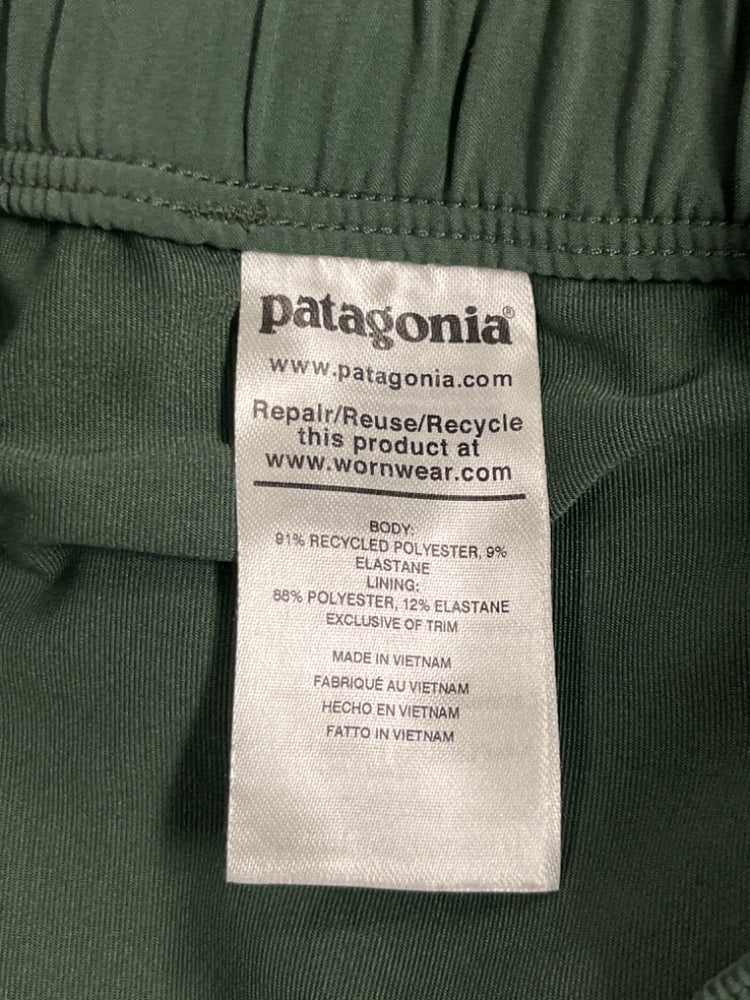 patagonia®
www.patagonia.com
Repair/Reuse/Recycle
this product at
www.wornwear.com
BODY:
91% RECYCLED POLYESTER, 9%
ELASTANE
LINING:
88% POLYESTER, 12% ELASTANE
EXCLUSIVE OF TRIM
MADE IN VIETNAM
FABRIQUÉ AU VIETNAM
HECHO EN VIETNAM
FATTO IN VIETNAM